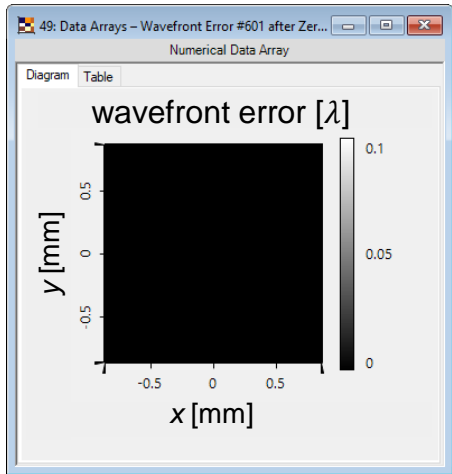 49: Data Arrays – Wavefront Error #601 after Zer...
Numerical Data Array
Diagram Table
wavefront error [λ]
0.1
0.05
0
y [mm]
0.5
0
-0.5
-0.5 0 0.5
x [mm]